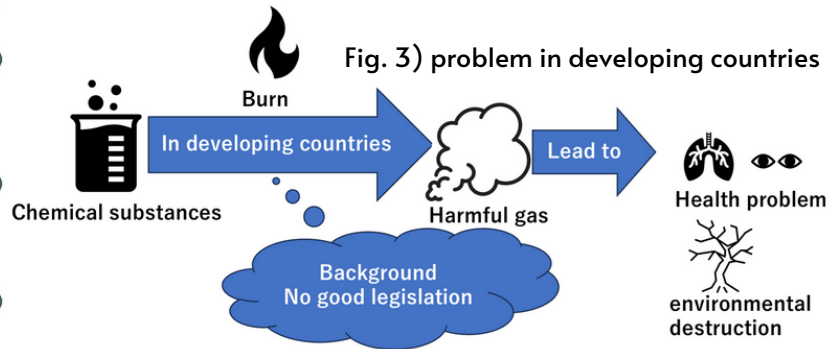 Fig. 3) problem in developing countries
Burn
In developing countries
Lead to
Chemical substances
Harmful gas
Health problem
Background
No good legislation
environmental
destruction